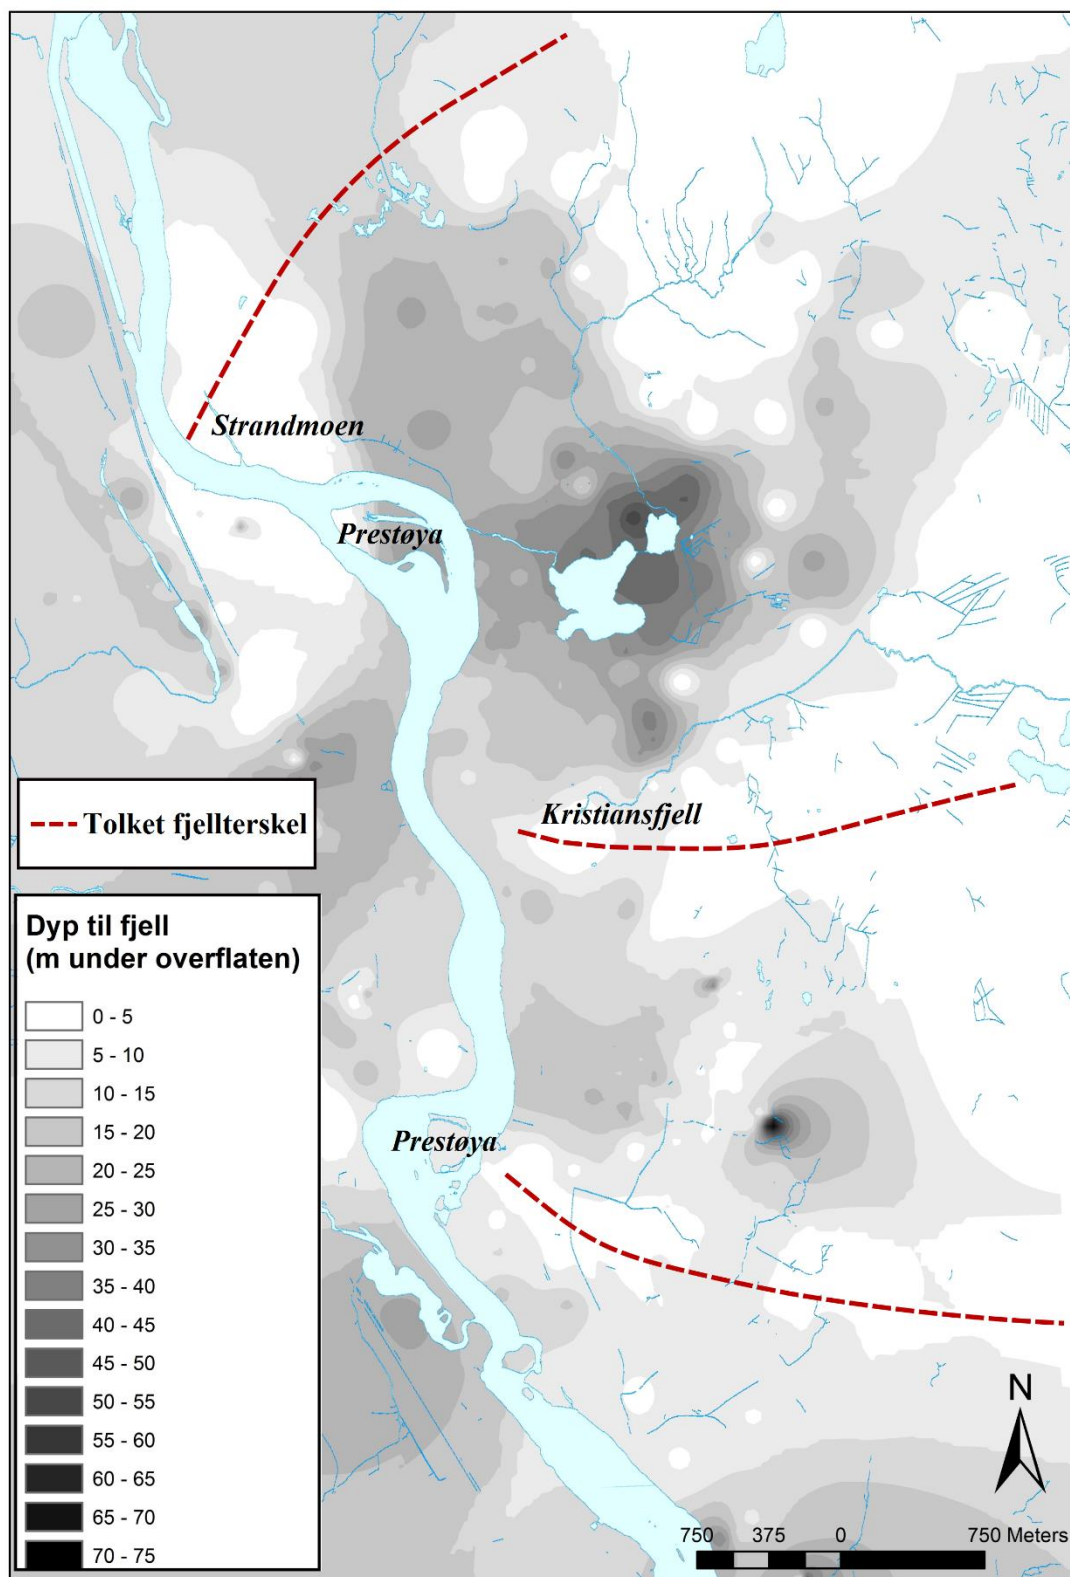 Strandmoen
Prestøya
Kristiansfjell
Tolket fjellterskel
Dyp til fjell
(m under overflaten)
0 - 5
5 - 10
10 - 15
15 - 20
20 - 25
25 - 30
30 - 35
35 - 40
40 - 45
45 - 50
50 - 55
55 - 60
60 - 65
65 - 70
70 - 75
Prestøya
N
750 375 0 750 Meters